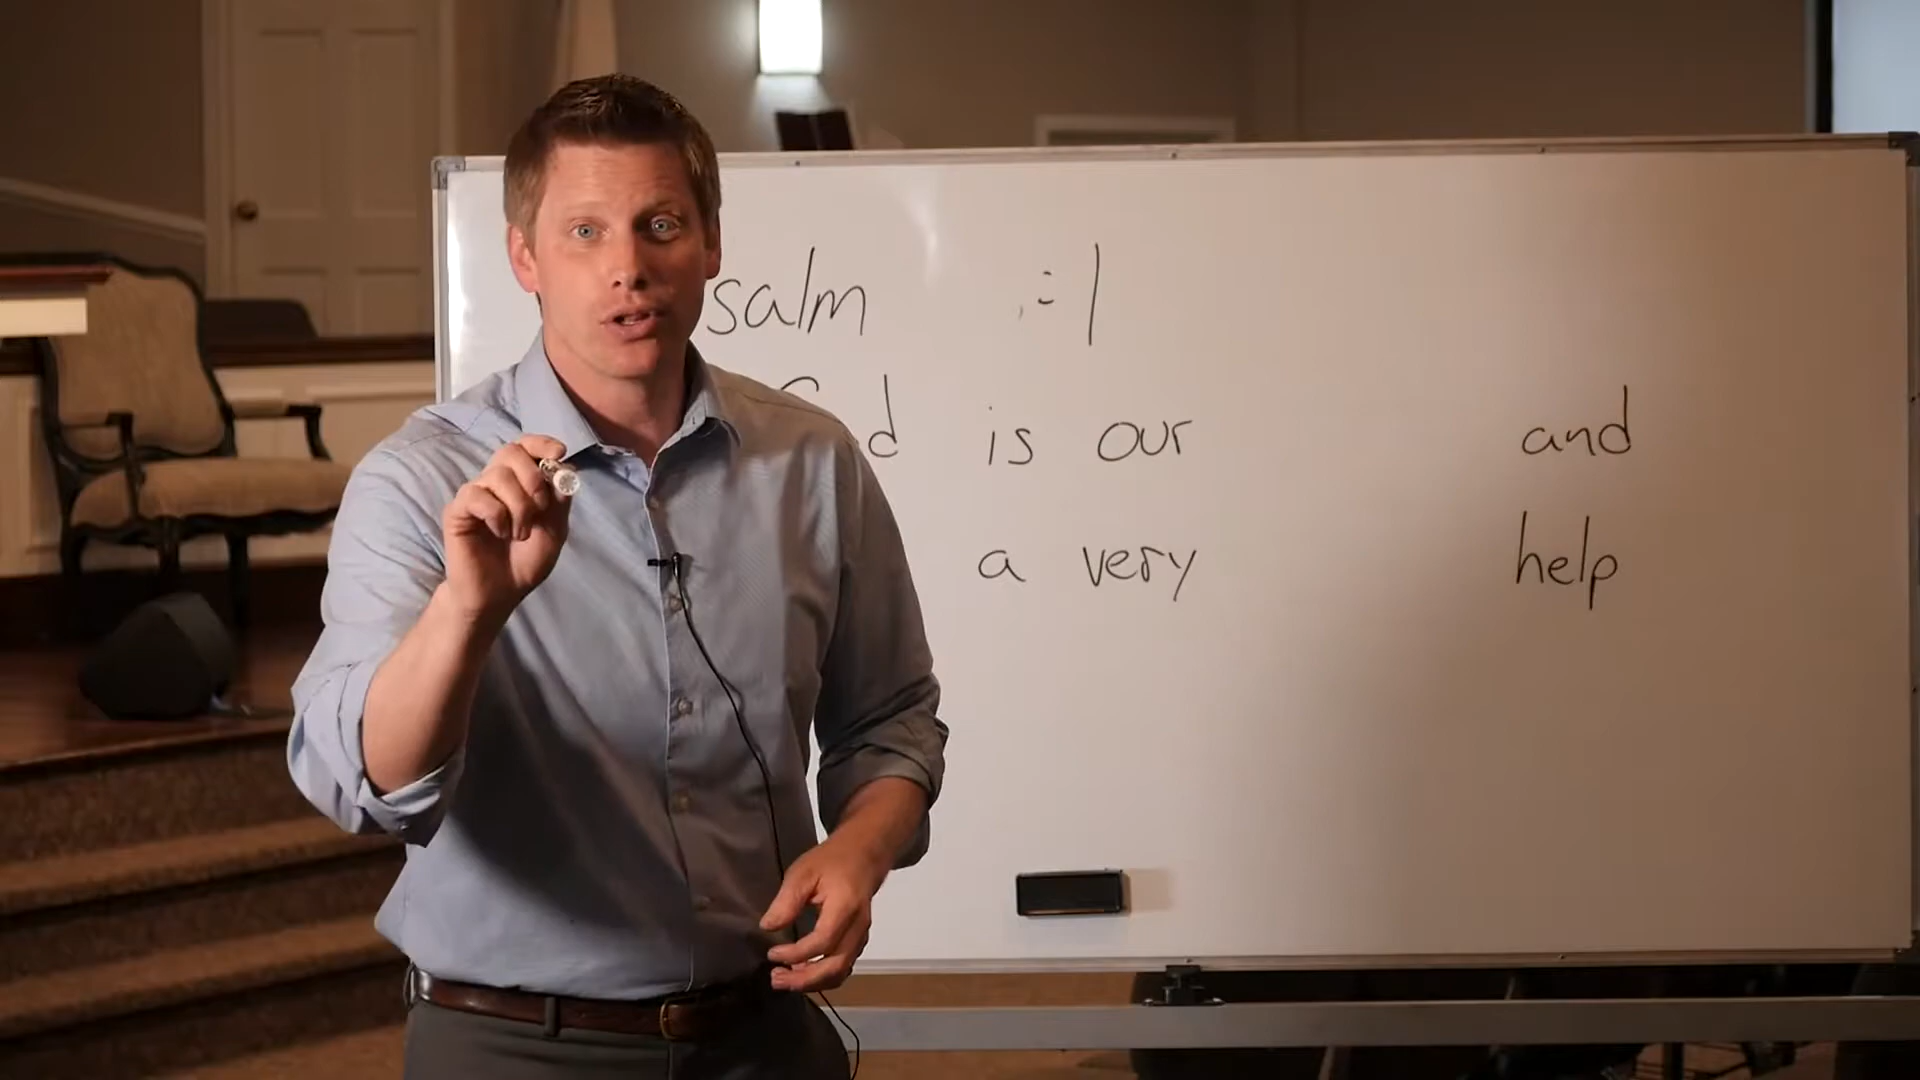 salm :1
d is our and
a very help